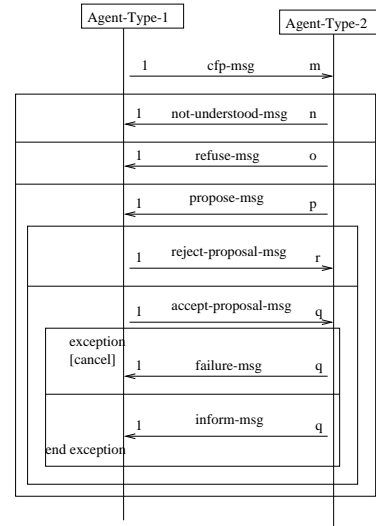 Agent-Type-1 Agent-Type-2
1 cfp-msg m
1 not-understood-msg n
1 refuse-msg o
1 propose-msg p
1 reject-proposal-msg r
1 accept-proposal-msg q
exception
[cancel]
1 failure-msg q
1 inform-msg q
end exception